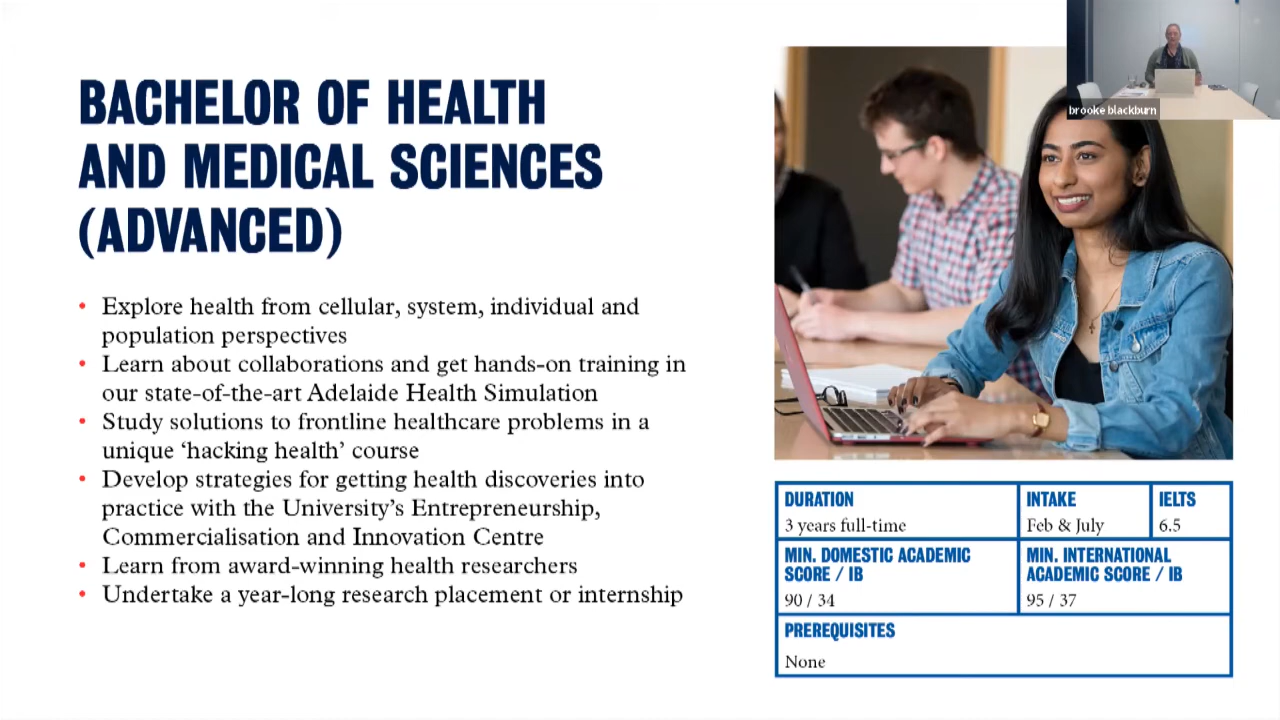 BACHELOR OF HEALTH
AND MEDICAL SCIENCES
(ADVANCED)
• Explore health from cellular, system, individual and
population perspectives
• Learn about collaborations and get hands-on training in
our state-of-the-art Adelaide Health Simulation
• Study solutions to frontline healthcare problems in a
unique ‘hacking health’ course
• Develop strategies for getting health discoveries into
practice with the University’s Entrepreneurship,
Commercialisation and Innovation Centre
• Learn from award-winning health researchers
• Undertake a year-long research placement or internship
brooke blackburn
DURATION
3 years full-time
INTAKE
Feb & July
IELTS
6.5
MIN. DOMESTIC ACADEMIC
SCORE / IB
90 / 34
MIN. INTERNATIONAL
ACADEMIC SCORE / IB
95 / 37
PREREQUISITES
None